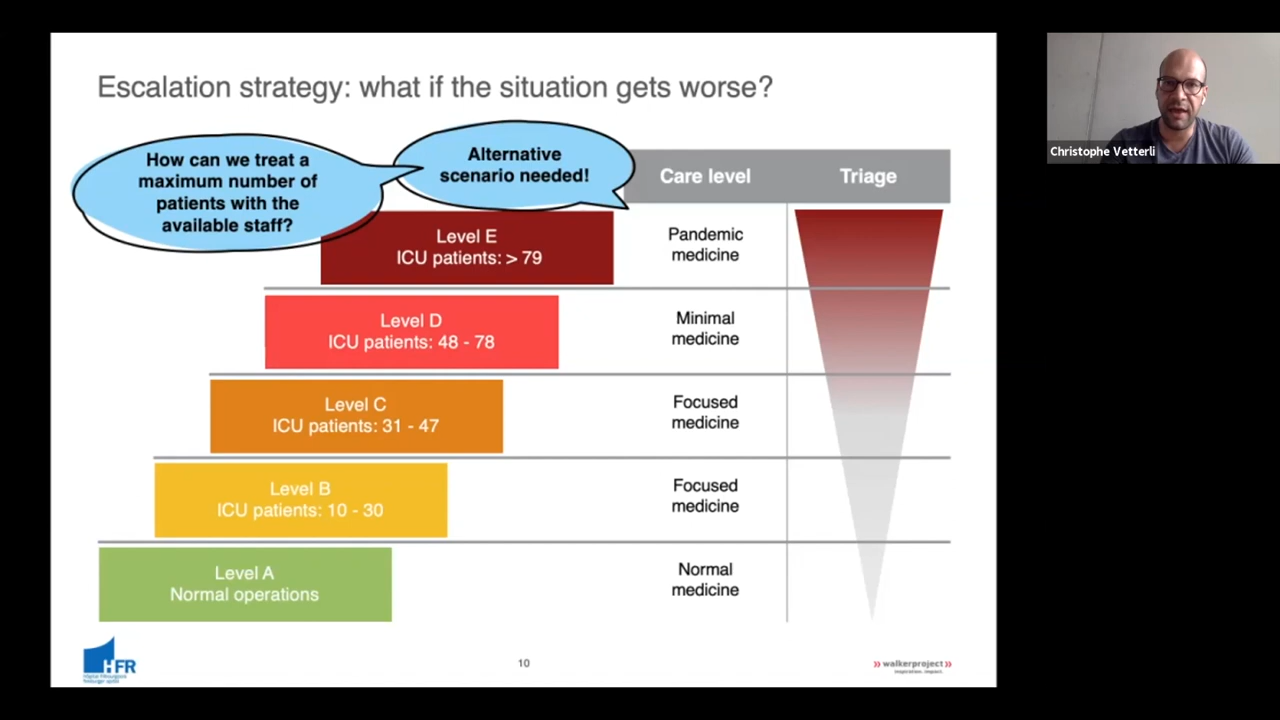 Escalation strategy: what if the situation gets worse?
How can we treat a
maximum number of
patients with the
available staff?
Alternative
scenario needed!
Care level
Triage
Level E
ICU patients: > 79
Pandemic
medicine
Level D
ICU patients: 48 - 78
Minimal
medicine
Level C
ICU patients: 31 - 47
Focused
medicine
Level B
ICU patients: 10 - 30
Focused
medicine
Level A
Normal operations
Normal
medicine
HFR
10
walkerproject
Christophe Vetterli